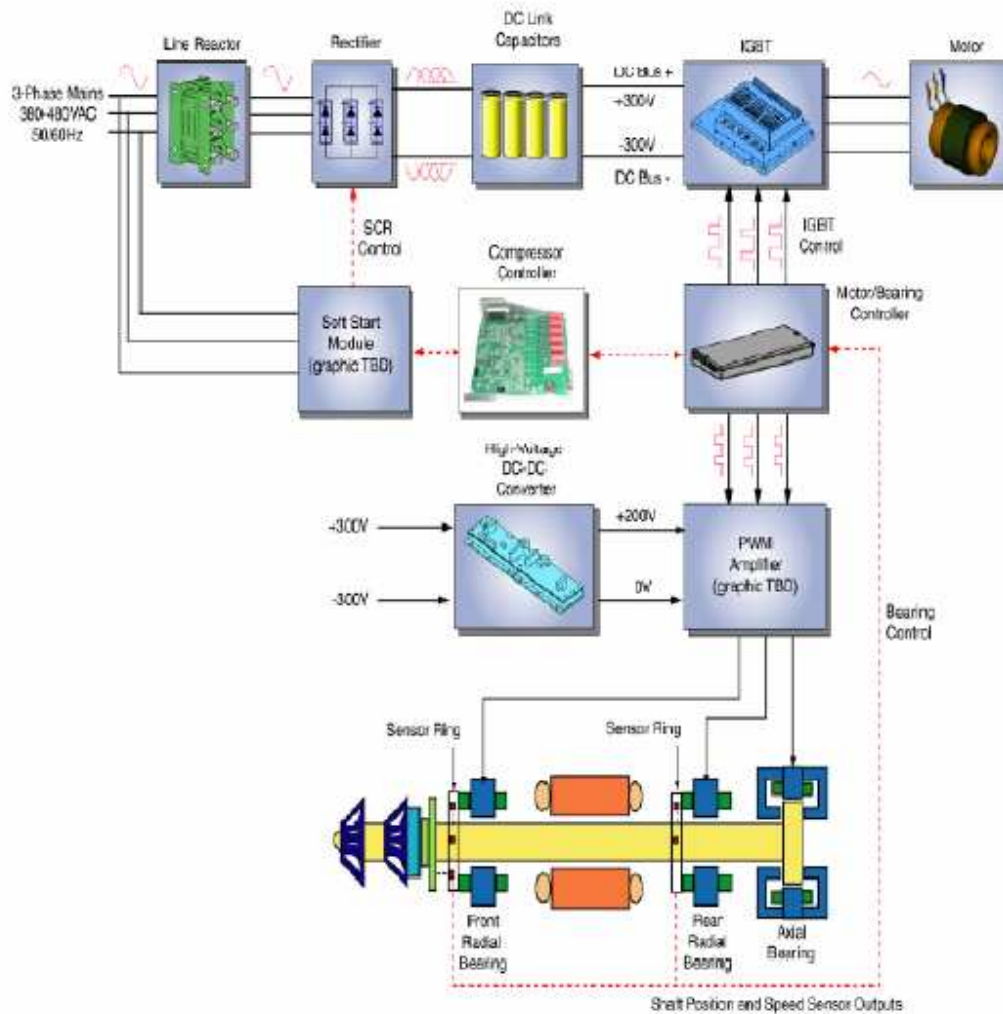 Line Reactor
Rectifier
DC Link
Capacitors
IGBT
Motor
3-Phase Mains
380-480VAC
50/60Hz
DC Bus +
+300V
-300V
DC Bus -
SCR
Control
Compressor
Controller
IGBT
Control
Motor/Bearing
Controller
Soft Start
Module
(graphic TBD)
High-Voltage
DC-DC
Converter
+300V
-300V
+200V
0V
PWM
Amplifier
(graphic TBD)
Bearing
Control
Sensor Ring
Sensor Ring
Front
Radial
Bearing
Rear
Radial
Bearing
Axial
Bearing
Shaft Position and Speed Sensor Outputs